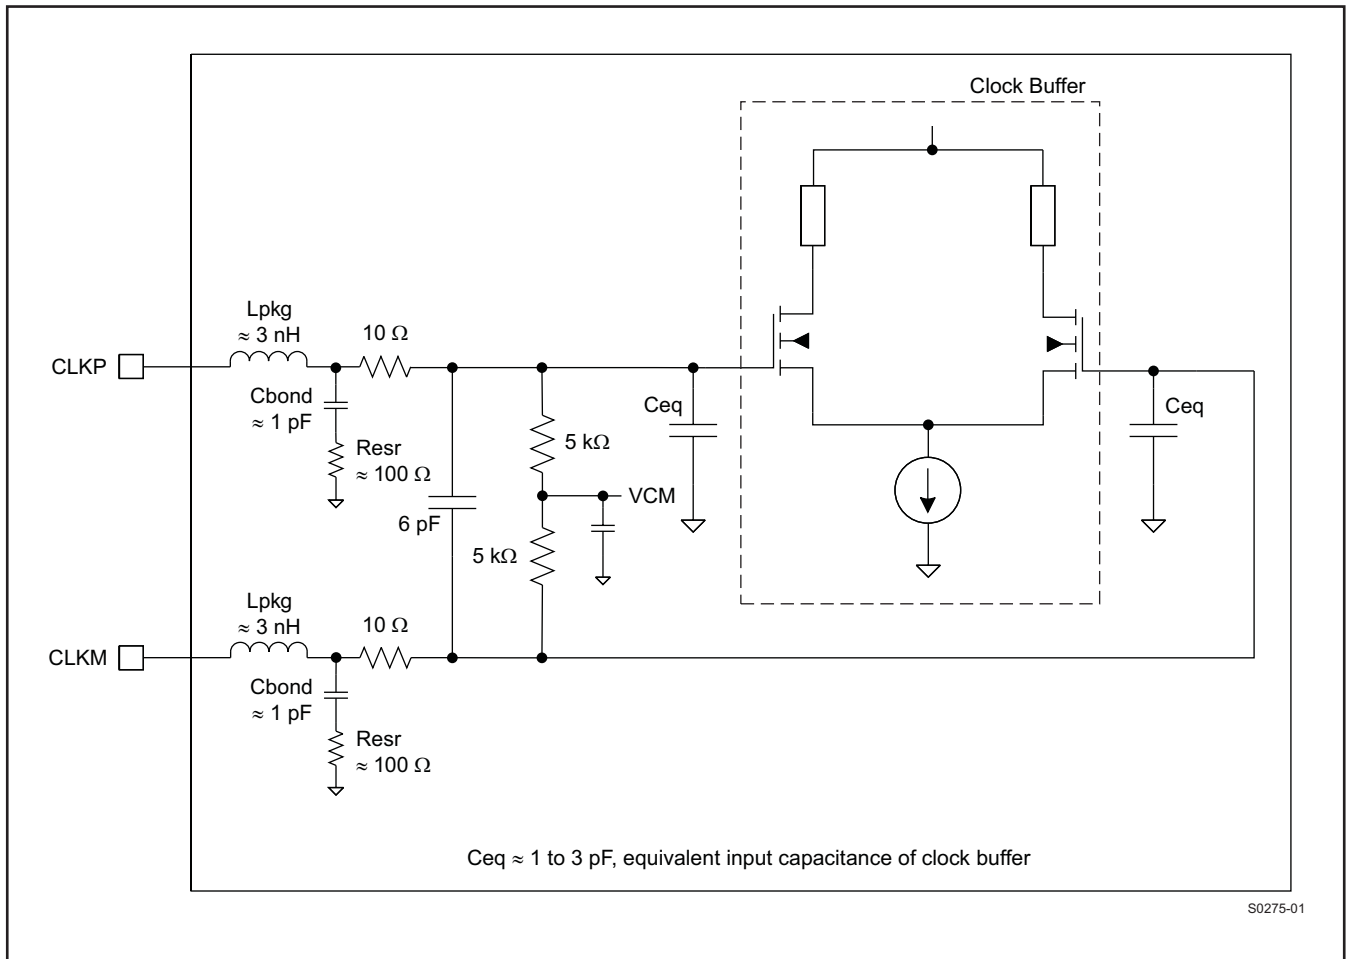 Clock Buffer
Lpkg
≈ 3 nH
10 Ω
CLKP
Cbond
≈ 1 pF
Resr
≈ 100 Ω
6 pF
5 kΩ
VCM
5 kΩ
Ceq
Ceq
Lpkg
≈ 3 nH
10 Ω
CLKM
Cbond
≈ 1 pF
Resr
≈ 100 Ω
Ceq ≈ 1 to 3 pF, equivalent input capacitance of clock buffer
S0275-01